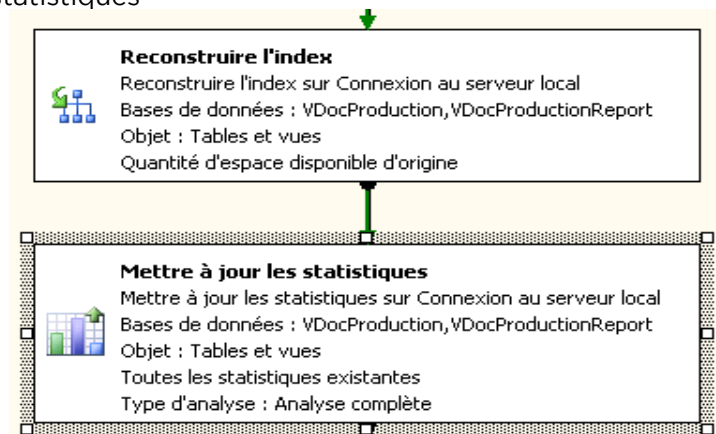 statistiques
Reconstruire l'index
Reconstruire l'index sur Connexion au serveur local
Bases de données : VDocProduction,VDocProductionReport
Objet : Tables et vues
Quantité d'espace disponible d'origine
Mettre à jour les statistiques
Mettre à jour les statistiques sur Connexion au serveur local
Bases de données : VDocProduction,VDocProductionReport
Objet : Tables et vues
Toutes les statistiques existantes
Type d'analyse : Analyse complète